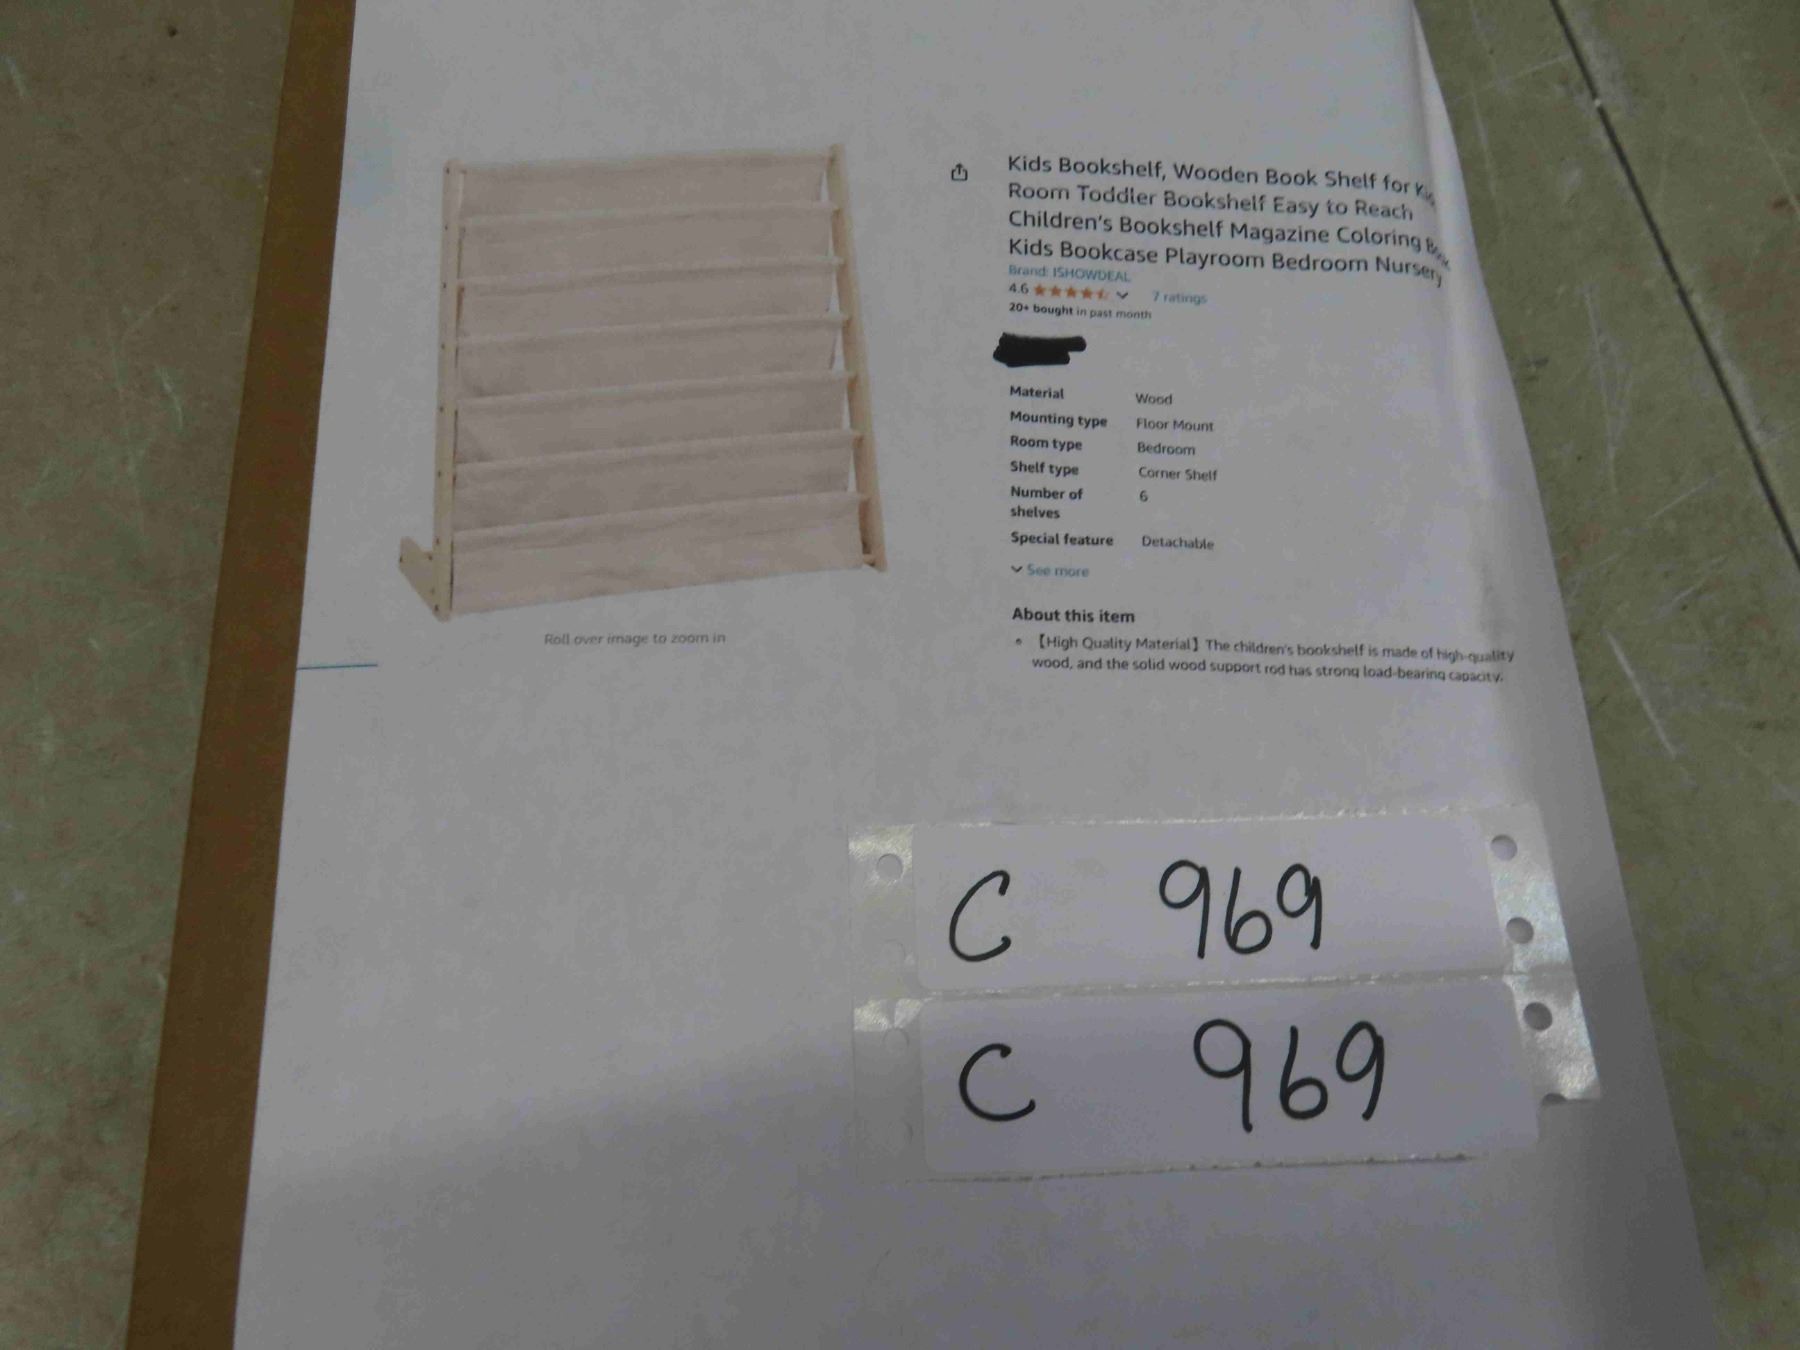 Kids Bookshelf, Wooden Book Shelf for
Room Toddler Bookshelf Easy to Reach
Children's Bookshelf Magazine Coloring
Kids Bookcase Playroom Bedroom Nursery
Brand: ISHOWDEAL
4.6 7 ratings
20+ bought in past month
Material Wood
Mounting type Floor Mount
Room type Bedroom
Shelf type Corner Shelf
Number of shelves 6
Special feature Detachable
See more
About this item
【High Quality Material】The children's bookshelf is made of high-quality
wood, and the solid wood support rod has strong load-bearing capacity.
Roll over image to zoom in
C 969
C 969